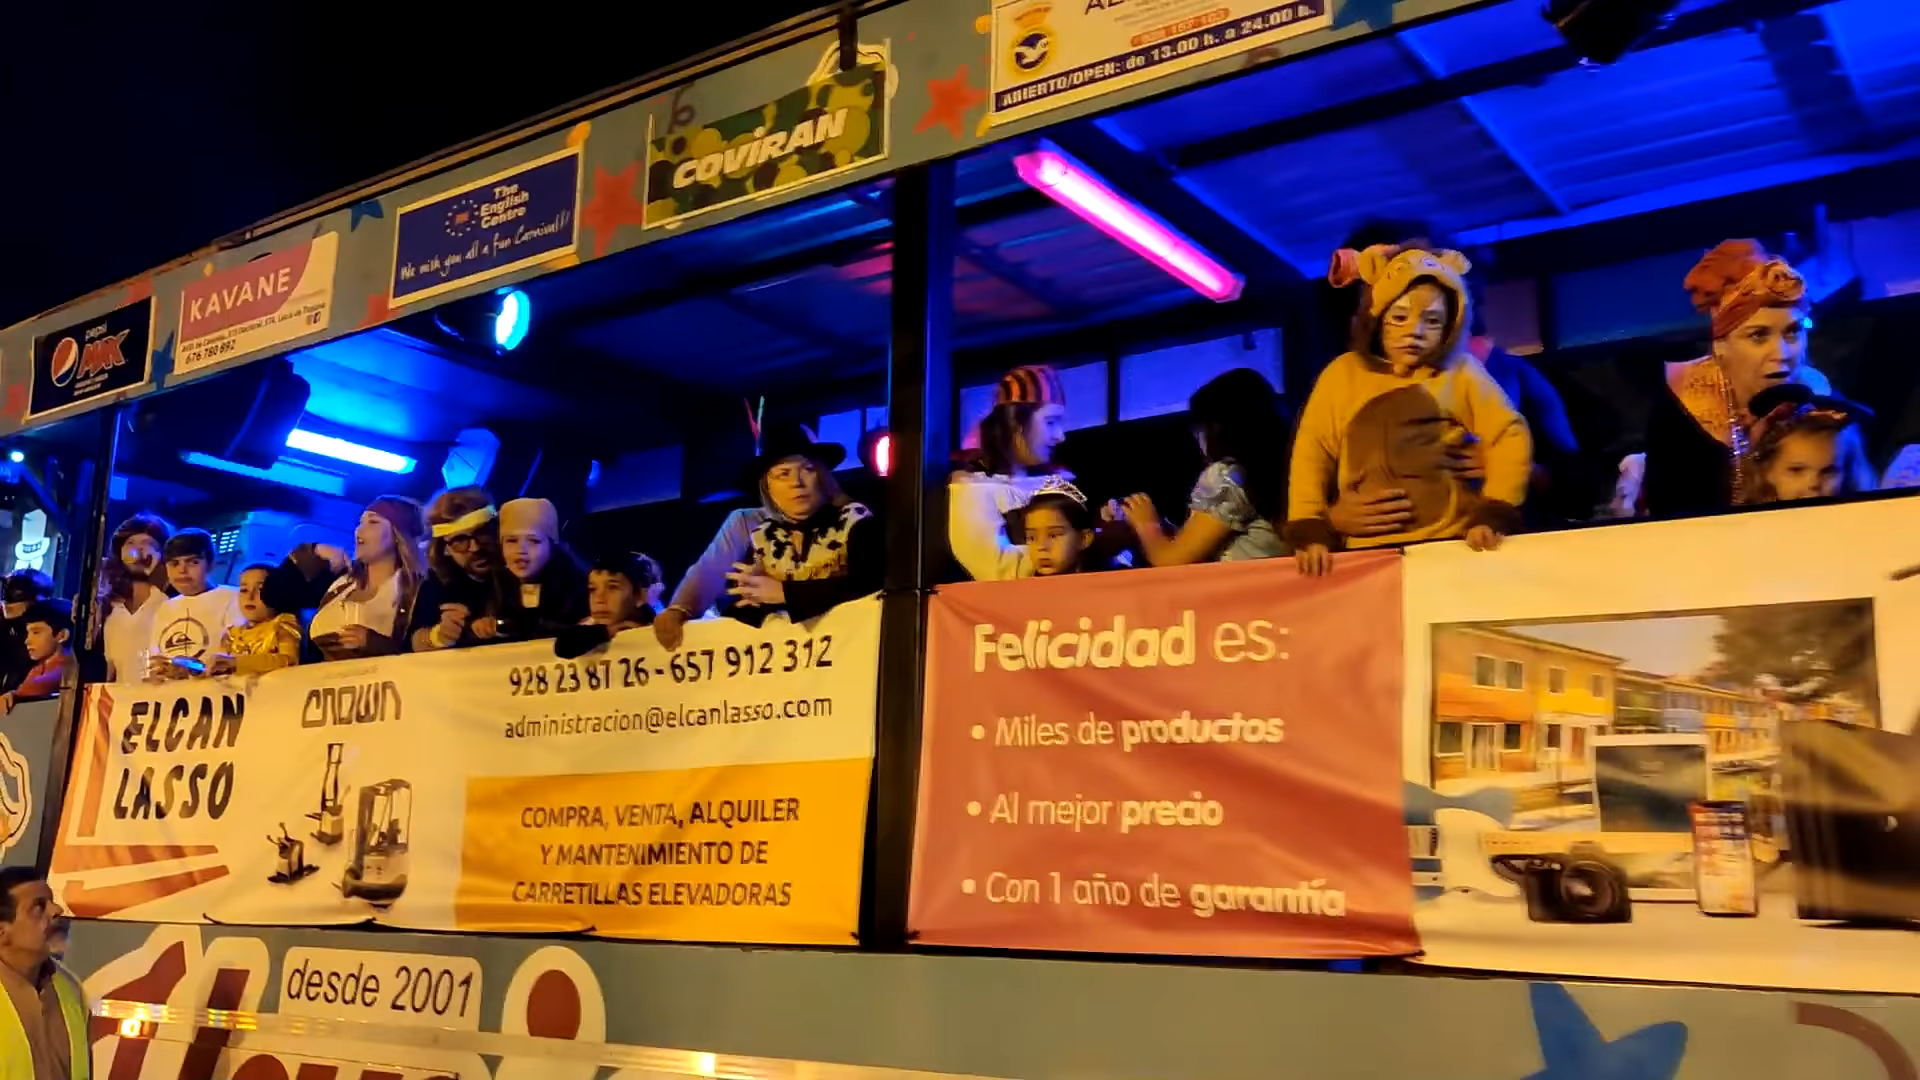 ABIERTO/OPEN: de 13.00 h. a 24.00 h.
COVIRAN
The
English
Centre
We wish you all a fun Carnival!!
KAVANE
676 780 892
pepsi
MAX
928 23 87 26 - 657 912 312
administracion@elcanlasso.com
ELCAN
LASSO
CROWN
COMPRA, VENTA, ALQUILER
Y MANTENIMIENTO DE
CARRETILLAS ELEVADORAS
Felicidad es:
• Miles de productos
• Al mejor precio
• Con 1 año de garantía
desde 2001